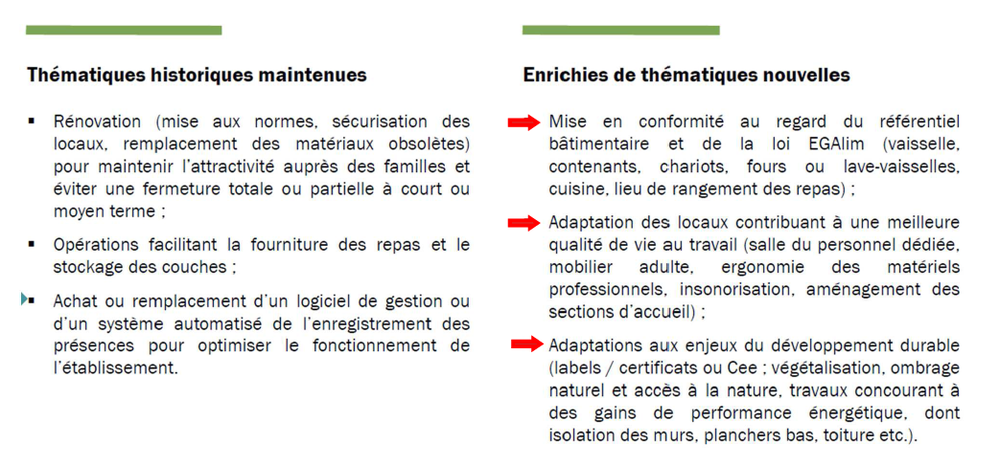 Thématiques historiques maintenues
▪ Rénovation (mise aux normes, sécurisation des
locaux, remplacement des matériaux obsolètes)
pour maintenir l'attractivité auprès des familles et
éviter une fermeture totale ou partielle à court ou
moyen terme ;
▪ Opérations facilitant la fourniture des repas et le
stockage des couches ;
▪ Achat ou remplacement d'un logiciel de gestion ou
d'un système automatisé de l'enregistrement des
présences pour optimiser le fonctionnement de
l'établissement.
Enrichies de thématiques nouvelles
Mise en conformité au regard du référentiel
bâtimentaire et de la loi EGAlim (vaisselle,
contenants, chariots, fours ou lave-vaisselles,
cuisine, lieu de rangement des repas) ;
Adaptation des locaux contribuant à une meilleure
qualité de vie au travail (salle du personnel dédiée,
mobilier adulte, ergonomie des matériels
professionnels, insonorisation, aménagement des
sections d'accueil) ;
Adaptations aux enjeux du développement durable
(labels / certificats ou Cee ; végétalisation, ombrage
naturel et accès à la nature, travaux concourant à
des gains de performance énergétique, dont
isolation des murs, planchers bas, toiture etc.).